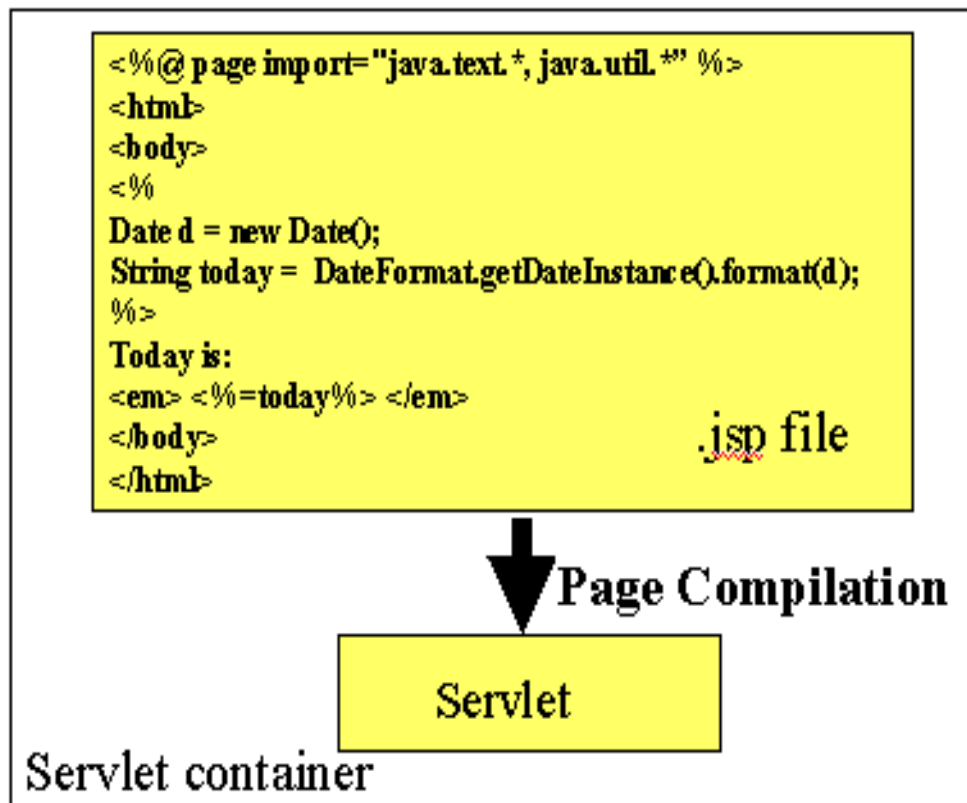 <%@ page import="java.text.*, java.util.*” %>
<html>
<body>
<%
Date d = new Date();
String today =  DateFormat.getDateInstance().format(d);
%>
Today is:
<em> <%=today%> </em>
</body>
</html>
.jsp file
Page Compilation
Servlet
Servlet container